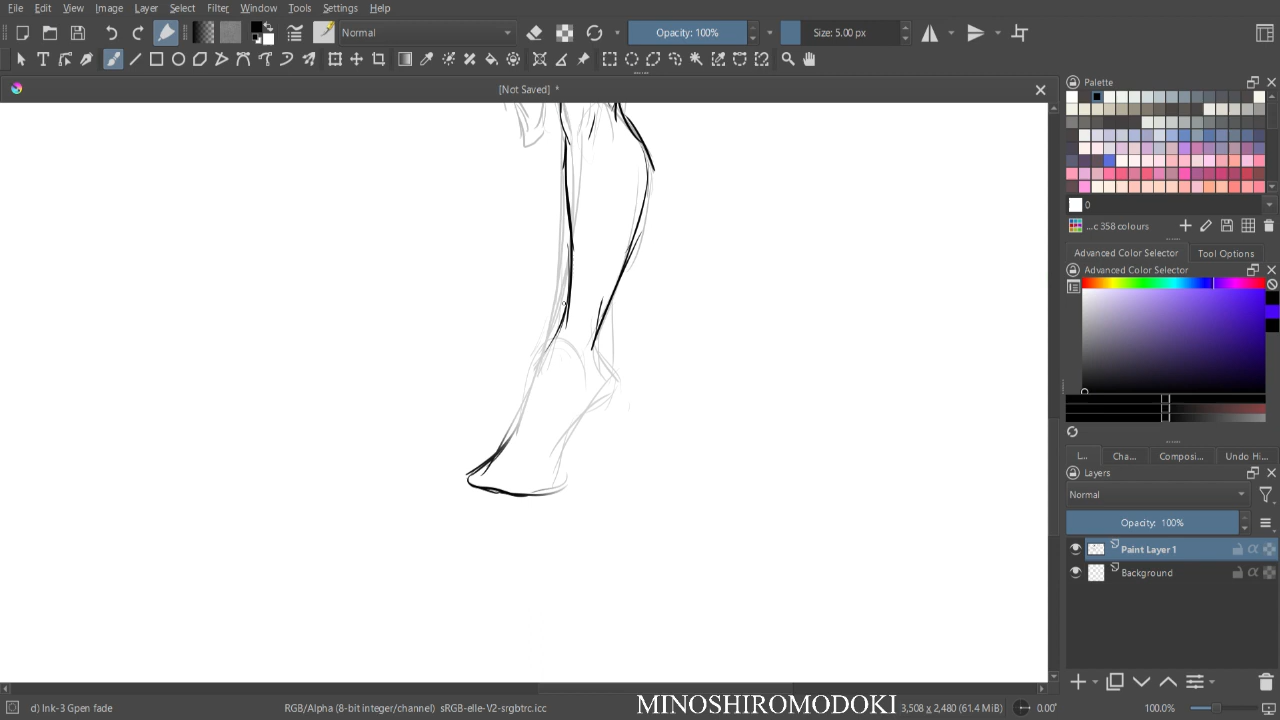 File Edit View Image Layer Select Filter Tools Settings Window Help
Normal Opacity: 100% Size: 5.00 px
[Not Saved] *
Palette
0
...c 358 colours
Advanced Color Selector Tool Options
Advanced Color Selector
L... Cha... Composi... Undo Hi...
Layers
Normal
Opacity: 100%
Paint Layer 1
Background
d) Ink-3 Gpen fade RGB/Alpha (8-bit integer/channel) sRGB-elle-V2-srgbtrc.icc MINOSHIROMODOKI 3,508 x 2,480 (61.4 MiB) 0.00° 100.0%